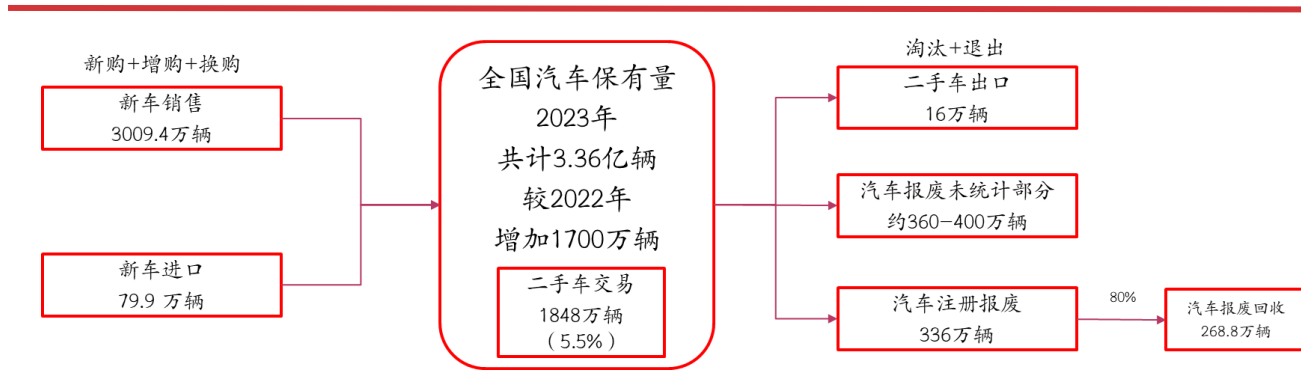 新购+增购+换购
新车销售
3009.4万辆
新车进口
79.9 万辆
全国汽车保有量
2023年
共计3.36亿辆
较2022年
增加1700万辆
二手车交易
1848万辆
（5.5%）
淘汰+退出
二手车出口
16万辆
汽车报废未统计部分
约360-400万辆
汽车注册报废
336万辆
80%
汽车报废回收
268.8万辆